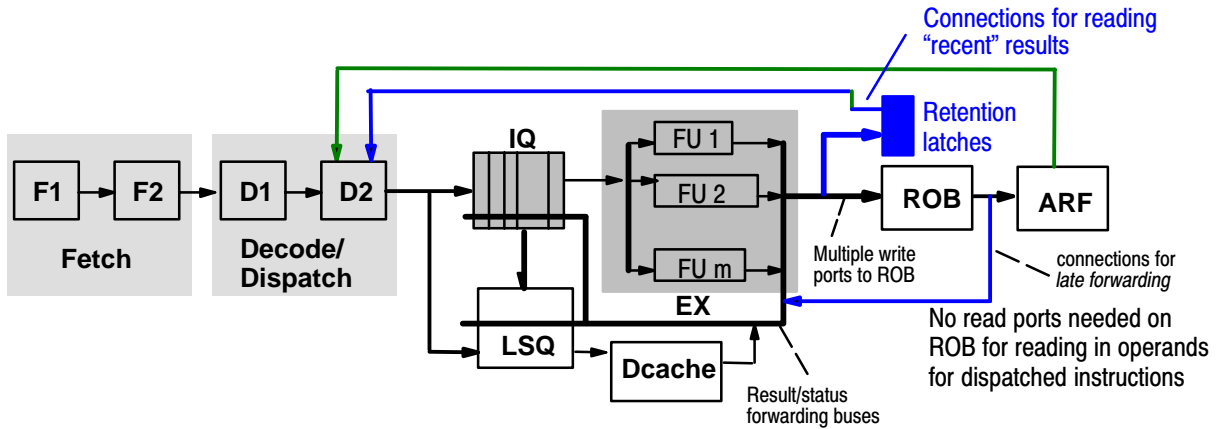 Connections for reading
“recent” results
Retention
latches
IQ
FU 1
F1
F2
D1
D2
FU 2
ROB
ARF
Fetch
Decode/
Dispatch
FU m
Multiple write
ports to ROB
connections for
late forwarding
EX
LSQ
Dcache
No read ports needed on
ROB for reading in operands
for dispatched instructions
Result/status
forwarding buses